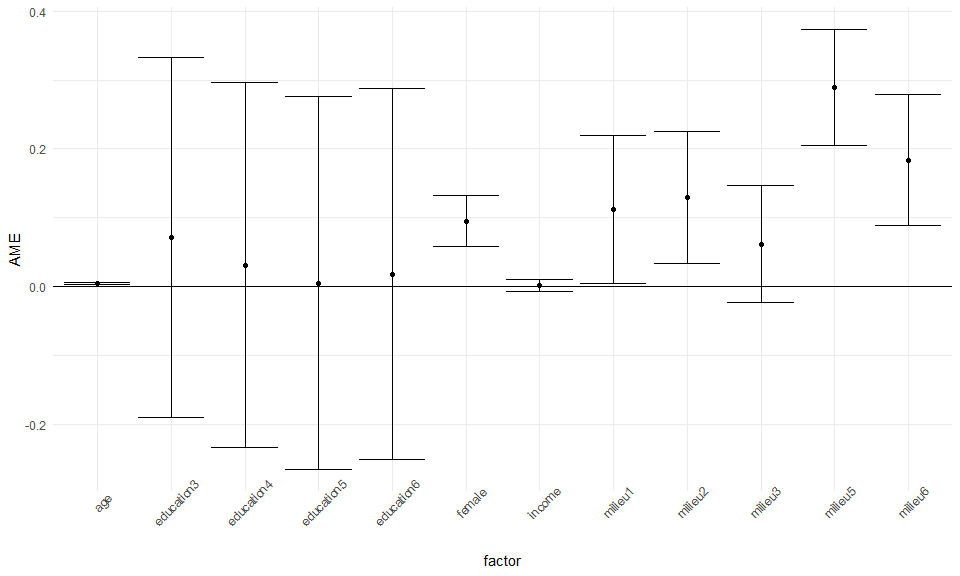 0.4
0.2
0.0
-0.2
AME
age
education3
education4
education5
education6
female
income
milieu1
milieu2
milieu3
milieu5
milieu6
factor